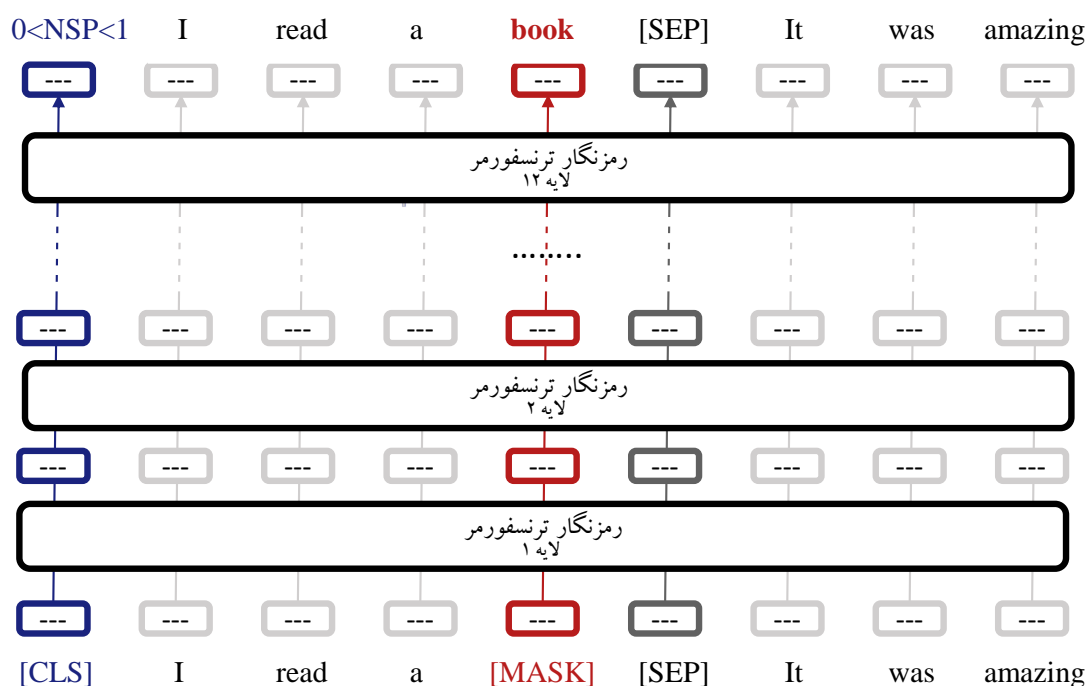 0<NSP<1 I read a book [SEP] It was amazing
--- --- --- --- --- --- --- --- ---
رمزنگار ترنسفورمر
لایه ۱۲
........
--- --- --- --- --- --- --- --- ---
رمزنگار ترنسفورمر
لایه ۲
--- --- --- --- --- --- --- --- ---
رمزنگار ترنسفورمر
لایه ۱
--- --- --- --- --- --- --- --- ---
[CLS] I read a [MASK] [SEP] It was amazing